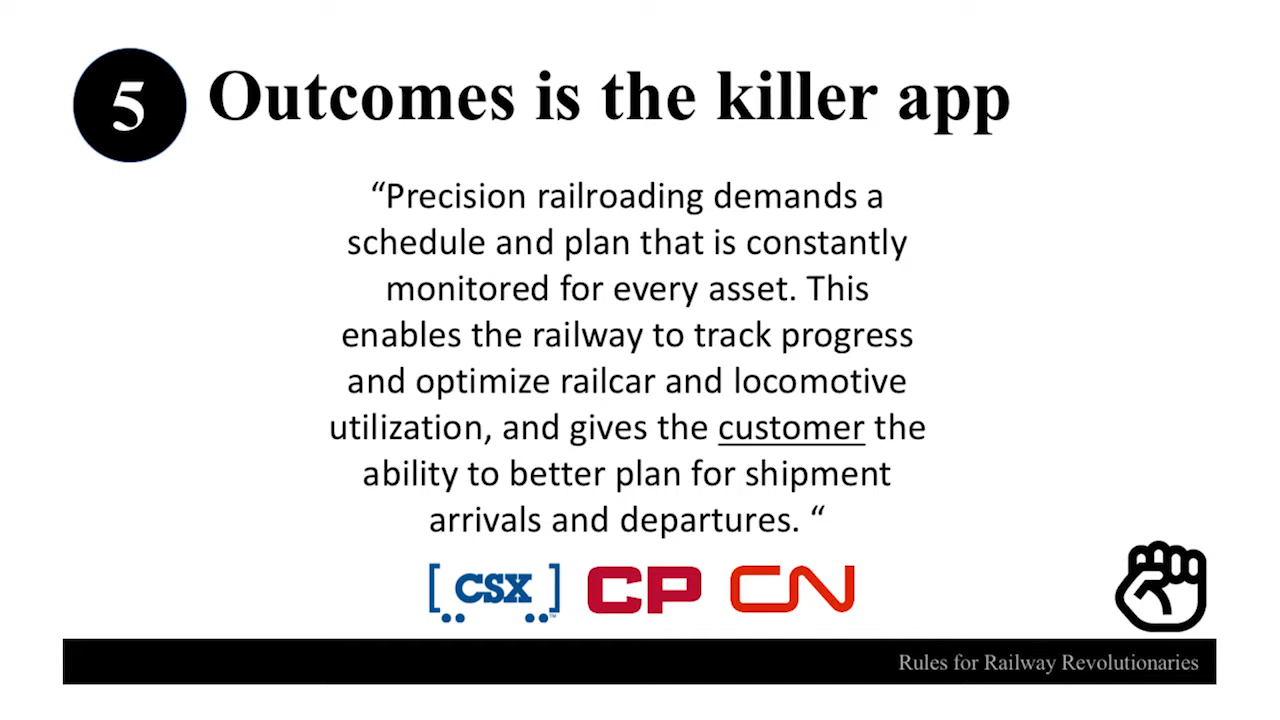 5 Outcomes is the killer app
“Precision railroading demands a
schedule and plan that is constantly
monitored for every asset. This
enables the railway to track progress
and optimize railcar and locomotive
utilization, and gives the customer the
ability to better plan for shipment
arrivals and departures. “
[CSX] CP CN
Rules for Railway Revolutionaries